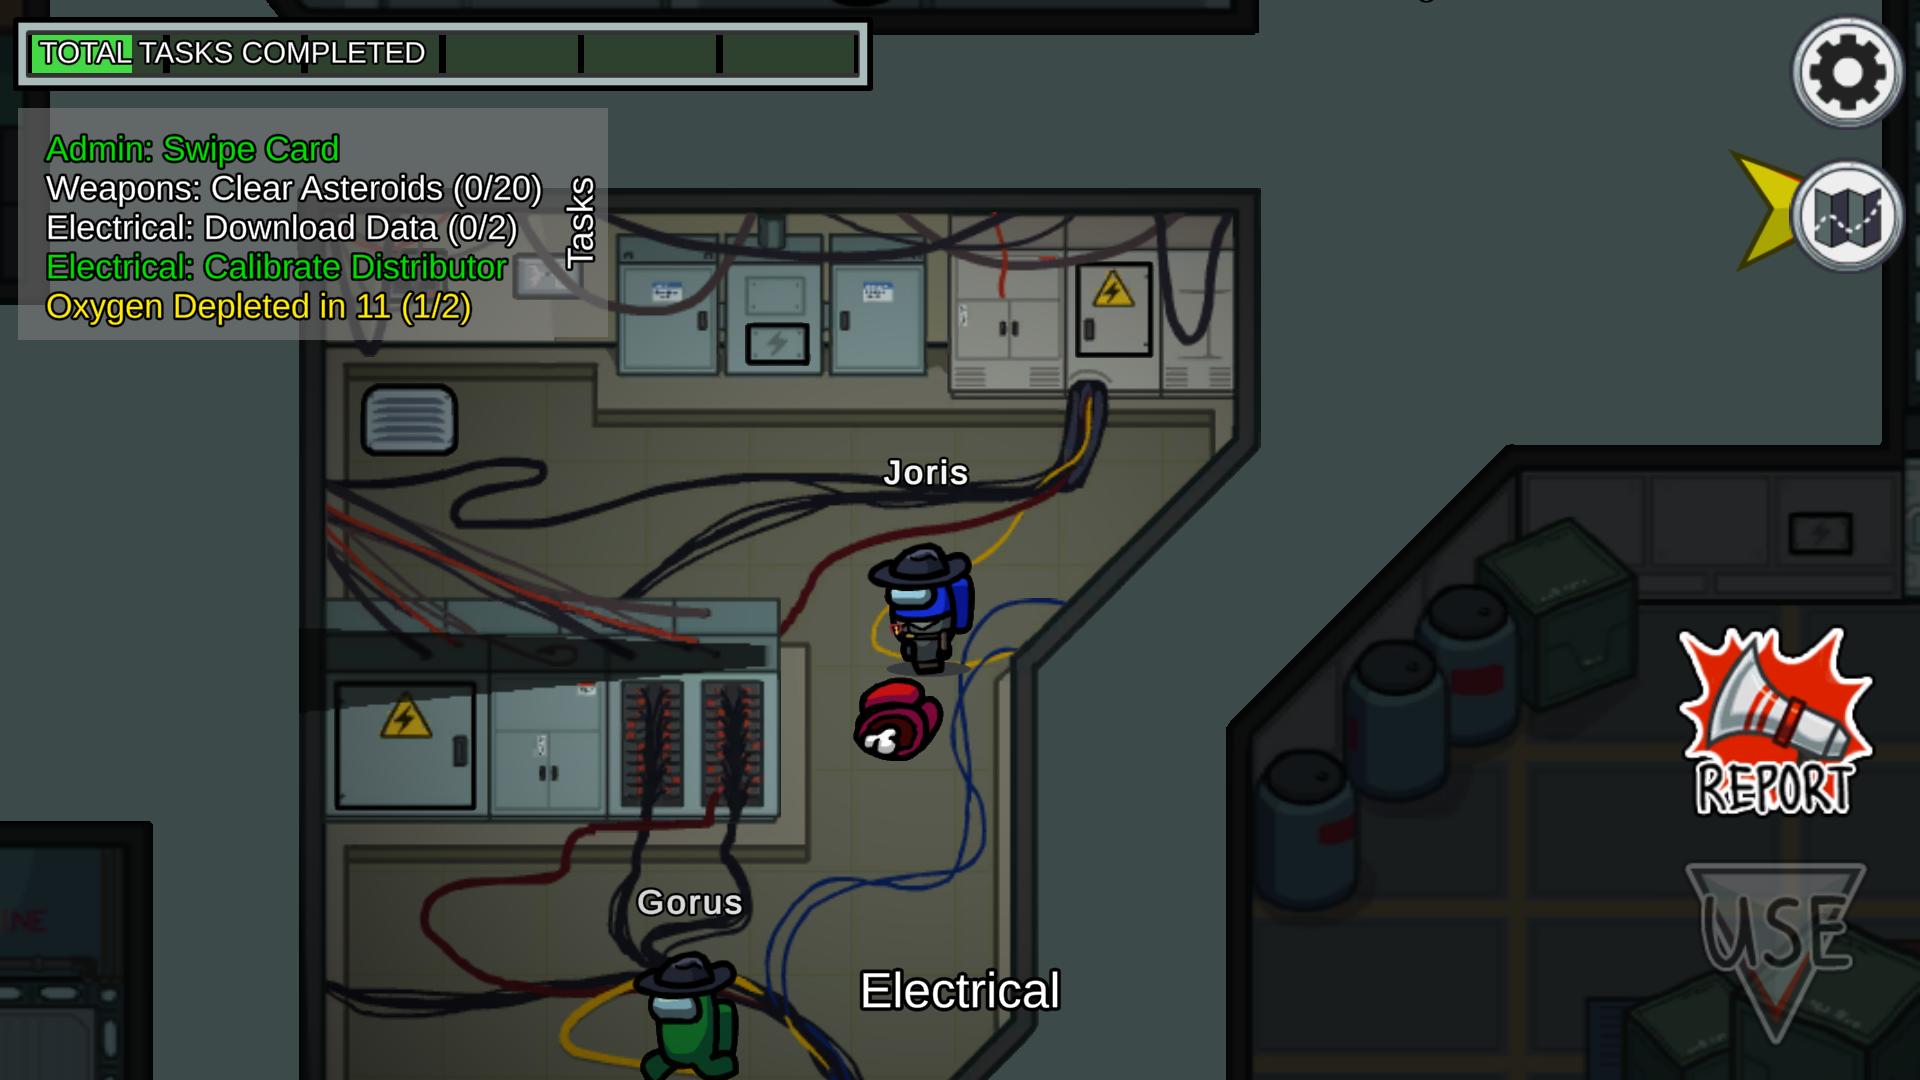 TOTAL TASKS COMPLETED
Admin: Swipe Card
Weapons: Clear Asteroids (0/20)
Electrical: Download Data (0/2)
Electrical: Calibrate Distributor
Oxygen Depleted in 11 (1/2)
Tasks
Joris
REPORT
Gorus
USE
Electrical